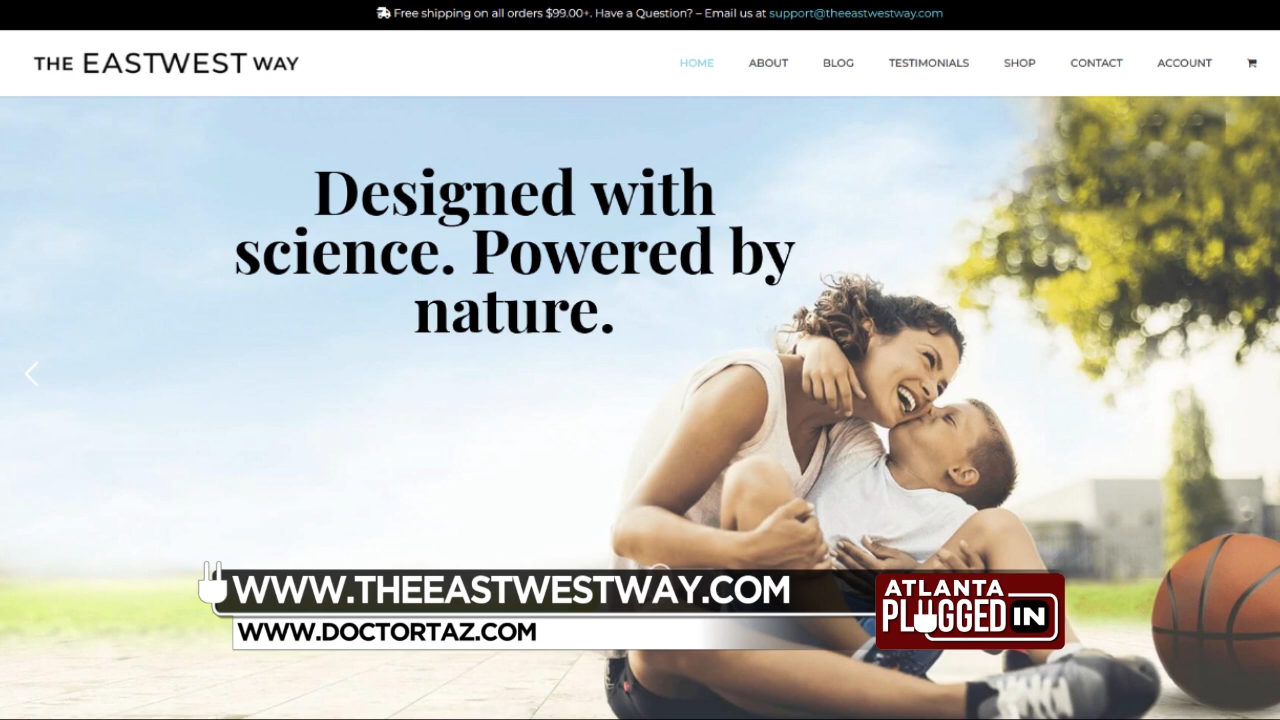 Free shipping on all orders $99.00+. Have a Question? – Email us at support@theeastwestway.com
THE EASTWEST WAY
HOME ABOUT BLOG TESTIMONIALS SHOP CONTACT ACCOUNT
Designed with
science. Powered by
nature.
WWW.THEEASTWESTWAY.COM
WWW.DOCTORTAZ.COM
ATLANTA
PLUGGED IN